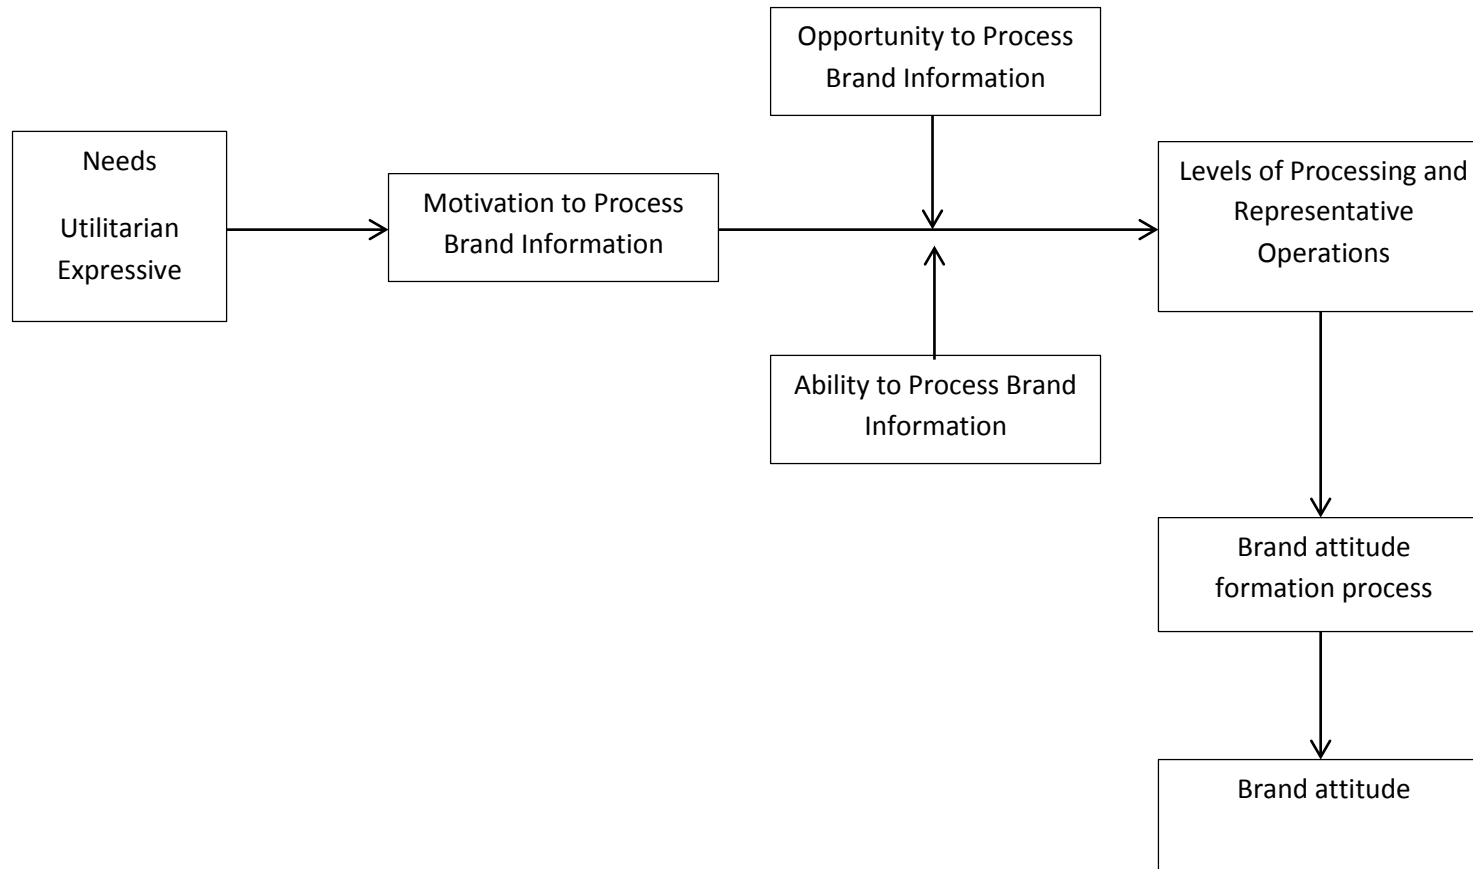 Needs
Utilitarian
Expressive
Motivation to Process
Brand Information
Opportunity to Process
Brand Information
Ability to Process Brand
Information
Levels of Processing and
Representative
Operations
Brand attitude
formation process
Brand attitude